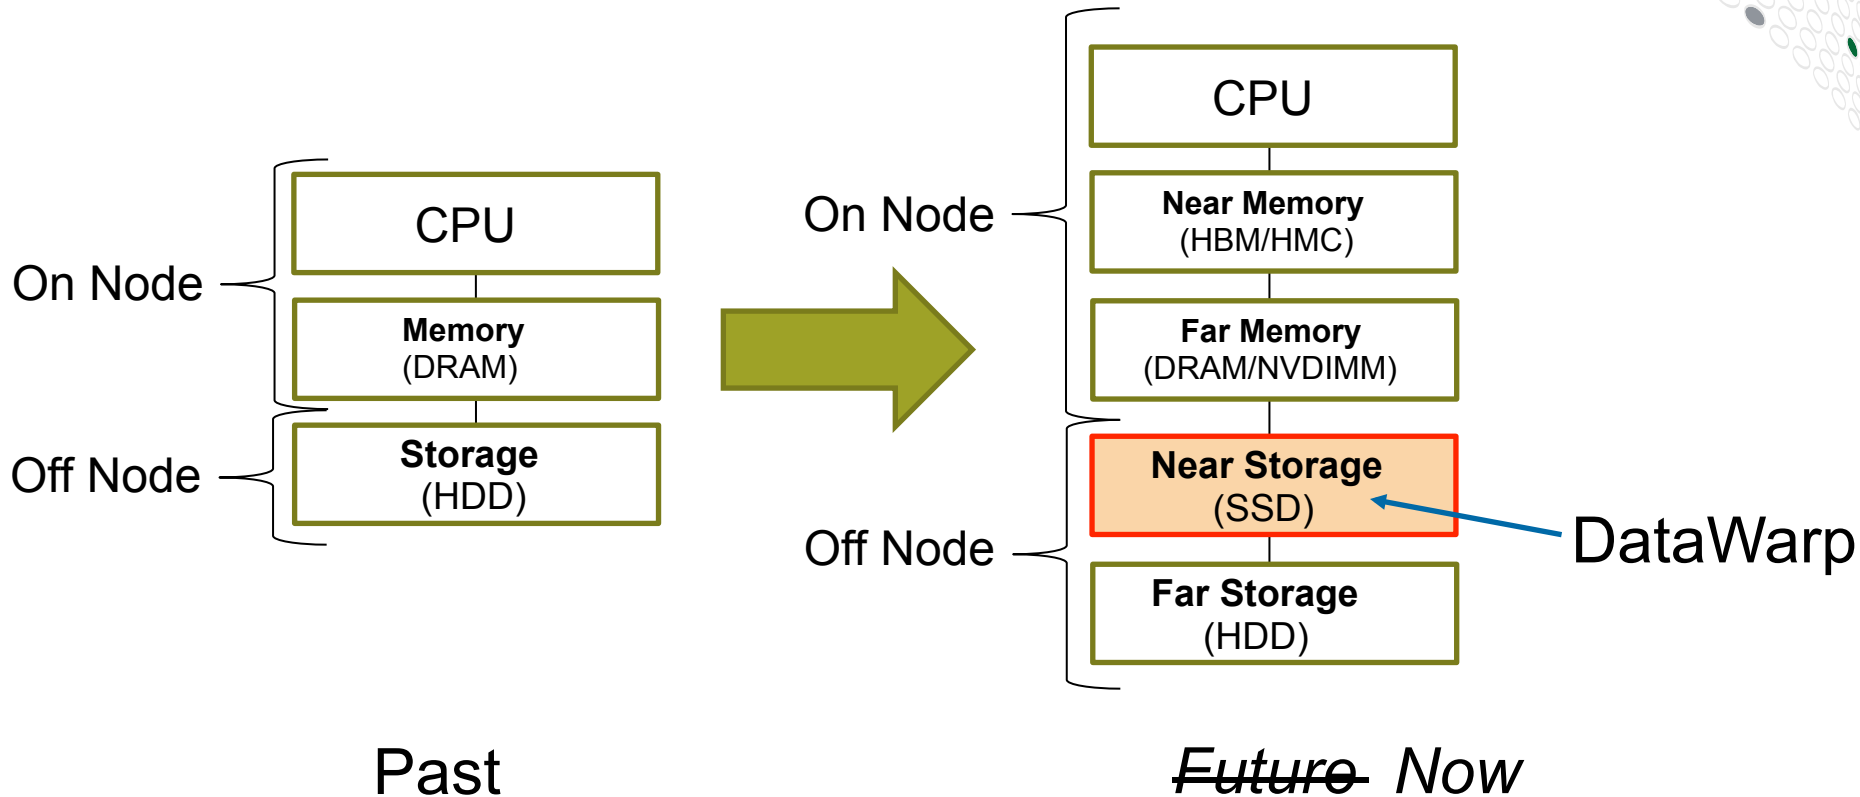 On Node
CPU
Memory
(DRAM)
Off Node
Storage
(HDD)
Past
On Node
CPU
Near Memory
(HBM/HMC)
Far Memory
(DRAM/NVDIMM)
Off Node
Near Storage
(SSD)
DataWarp
Far Storage
(HDD)
Future Now